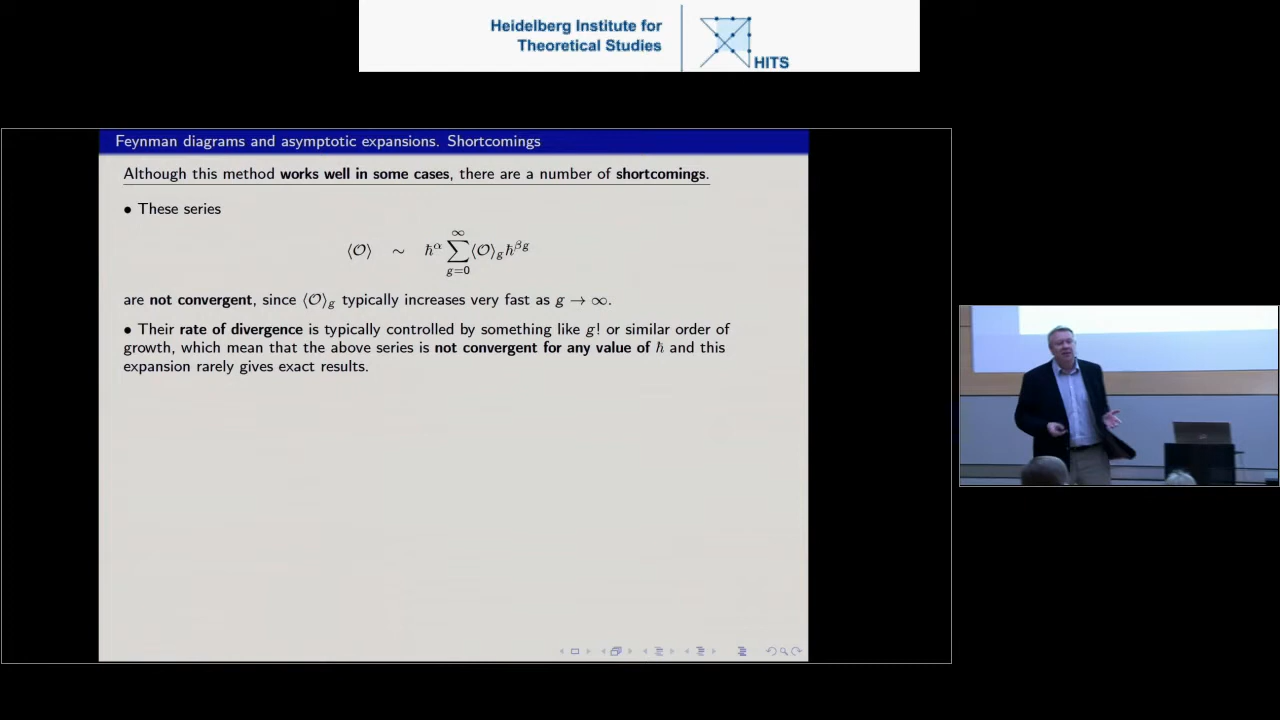 Heidelberg Institute for
Theoretical Studies
HITS
Feynman diagrams and asymptotic expansions. Shortcomings
Although this method works well in some cases, there are a number of shortcomings.
• These series
⟨𝒪⟩ ∼ ℏ^α ∑_{g=0}^{∞} ⟨𝒪⟩_g ℏ^{βg}
are not convergent, since ⟨𝒪⟩_g typically increases very fast as g → ∞.
• Their rate of divergence is typically controlled by something like g! or similar order of
growth, which mean that the above series is not convergent for any value of ℏ and this
expansion rarely gives exact results.